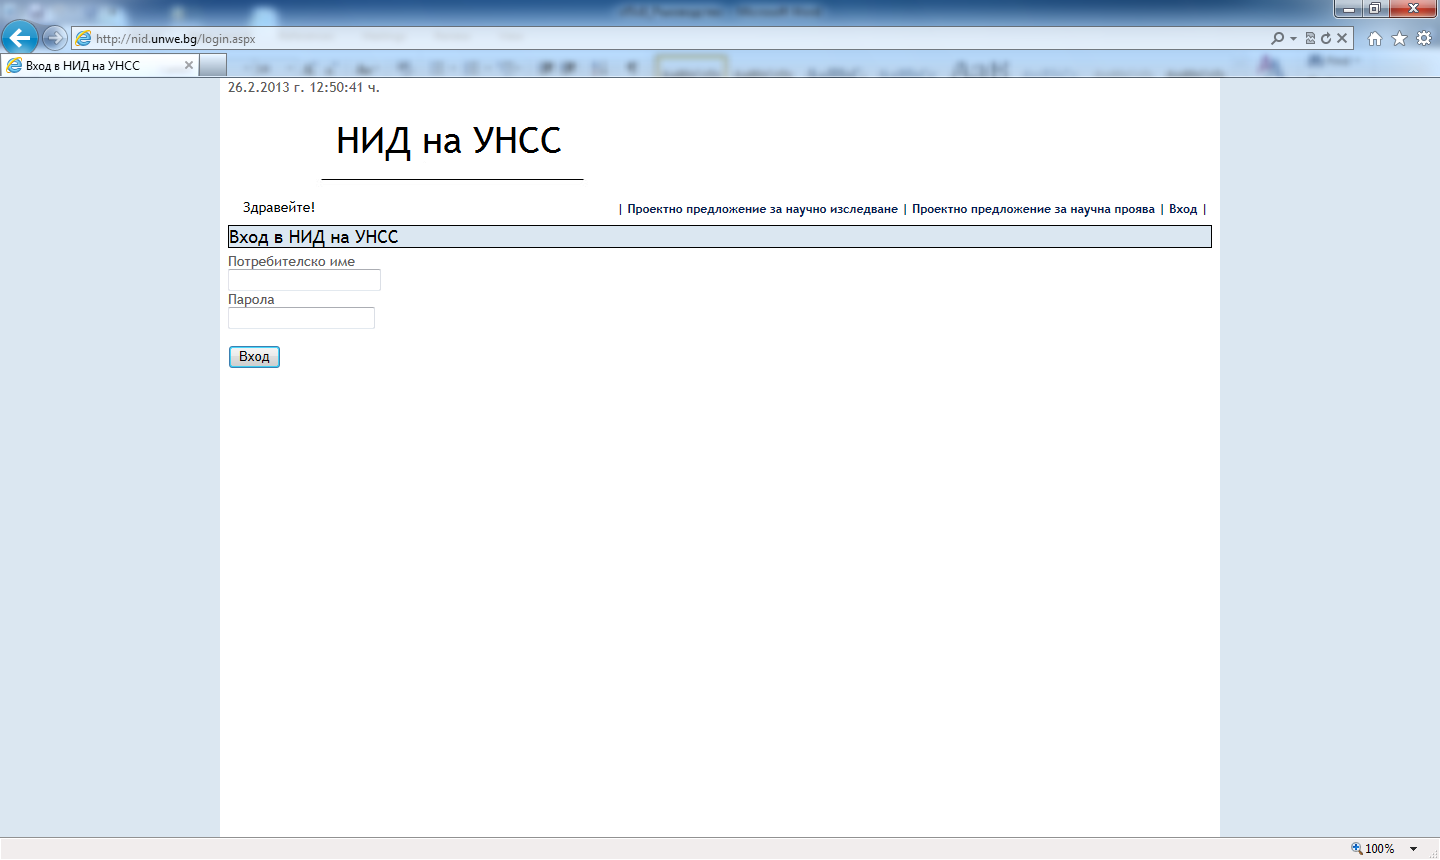 http://nid.unwe.bg/login.aspx
Вход в НИД на УНСС
26.2.2013 г. 12:50:41 ч.
НИД на УНСС
Здравейте!
| Проектно предложение за научно изследване | Проектно предложение за научна проява | Вход |
Вход в НИД на УНСС
Потребителско име
Парола
Вход
100%